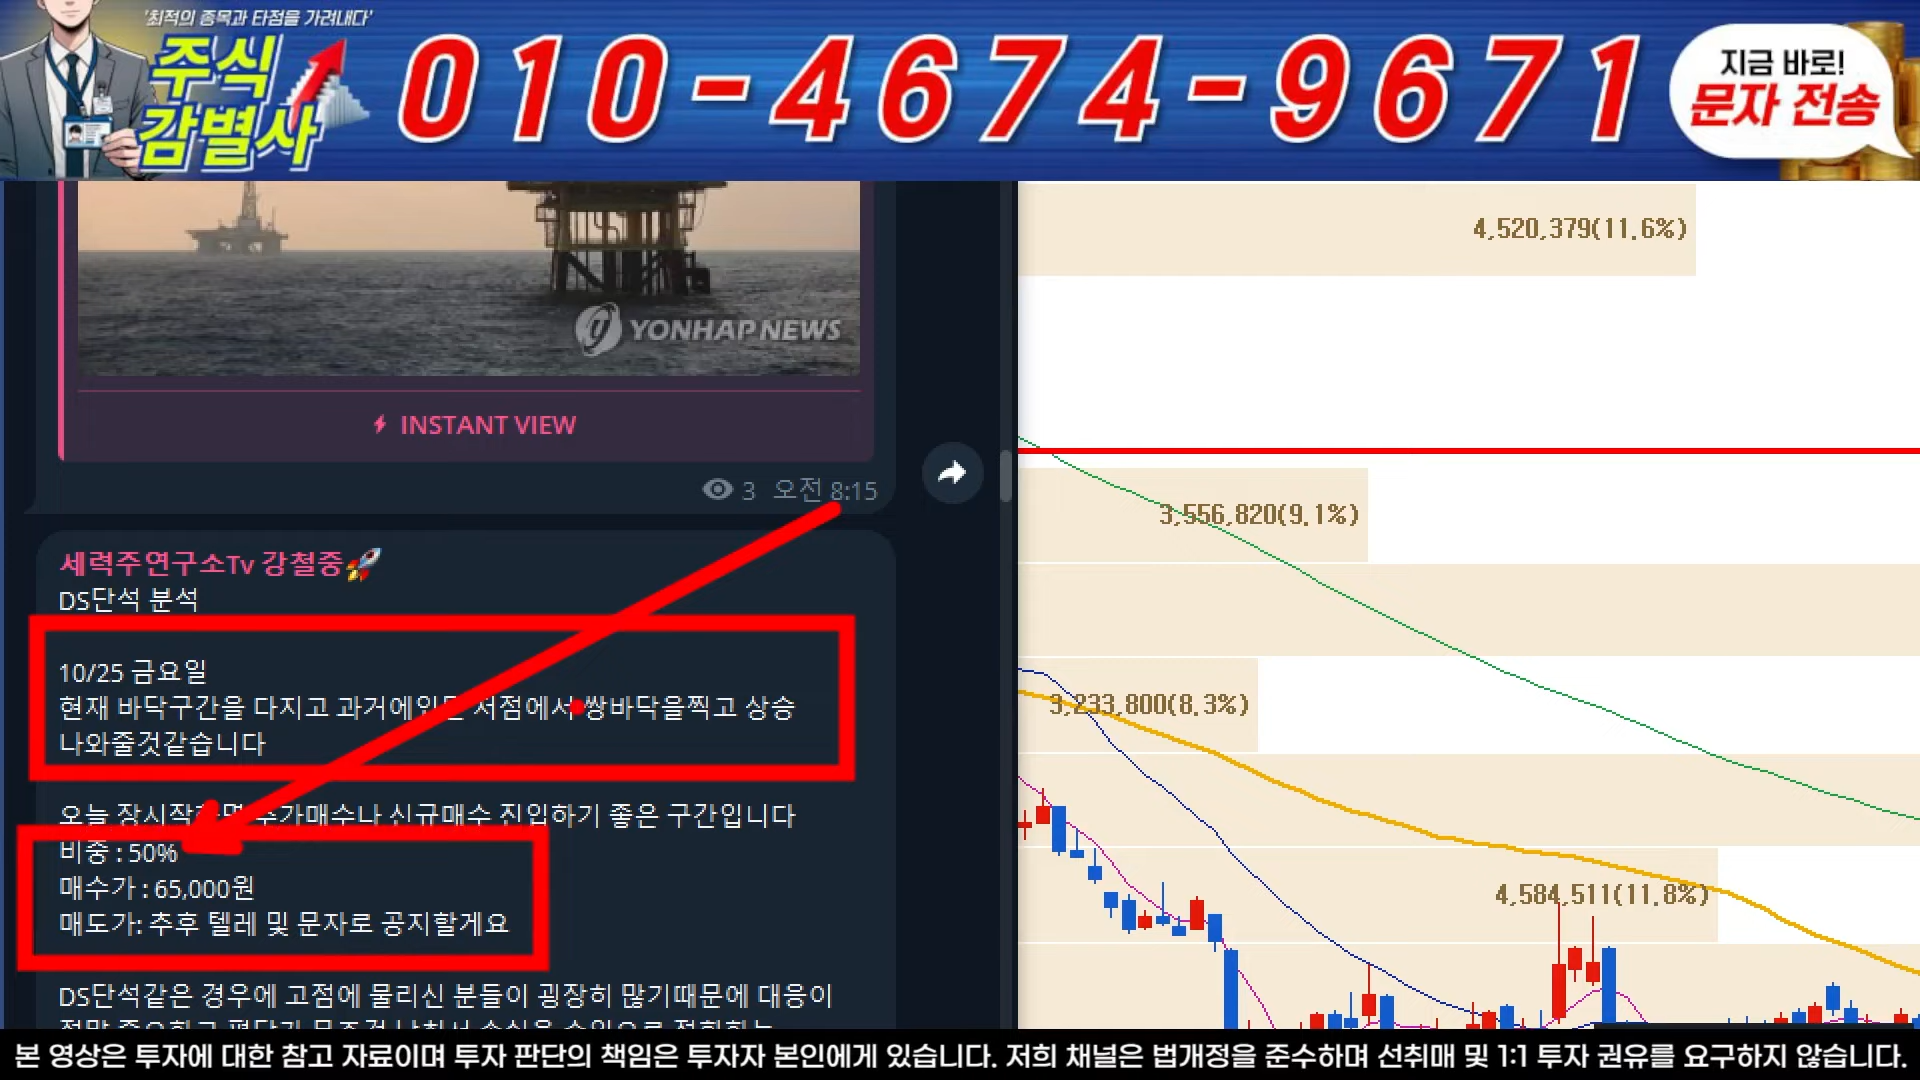 '최적의 종목과 타점을 가려내다'
주식
감별사
010-4674-9671
지금 바로!
문자 전송
YONHAP NEWS
INSTANT VIEW
3 오전 8:15
세력주연구소Tv 강철중🚀
DS단석 분석
10/25 금요일
현재 바닥구간을 다지고 저점에서 쌍바닥을찍고 상승
나와줄것같습니다
오늘 신규매수 진입하기 좋은 구간입니다
비중 : 50%
매수가 : 65,000원
매도가: 추후 텔레 및 문자로 공지할게요
DS단석같은 경우에 고점에 물리신 분들이 굉장히 많기때문에 대응이
4,520,379(11.6%)
3,556,820(9.1%)
3,233,800(8.3%)
4,584,511(11.8%)
본 영상은 투자에 대한 참고 자료이며 투자 판단의 책임은 투자자 본인에게 있습니다. 저희 채널은 법개정을 준수하며 선취매 및 1:1 투자 권유를 요구하지 않습니다.